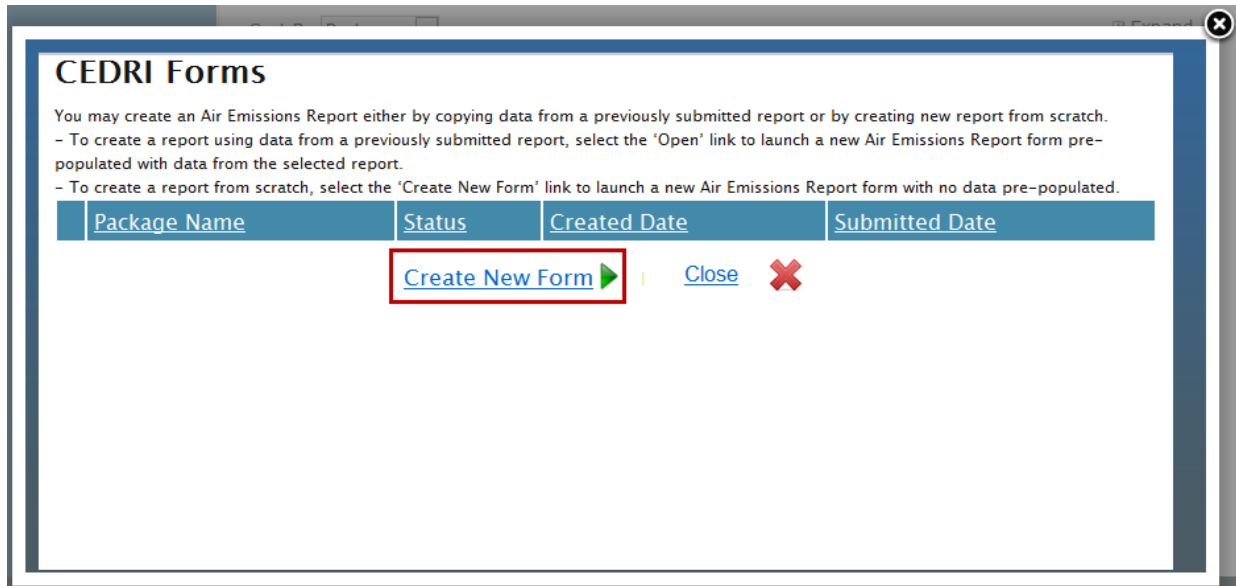 CEDRI Forms
You may create an Air Emissions Report either by copying data from a previously submitted report or by creating new report from scratch.
– To create a report using data from a previously submitted report, select the ‘Open’ link to launch a new Air Emissions Report form pre–
populated with data from the selected report.
– To create a report from scratch, select the ‘Create New Form’ link to launch a new Air Emissions Report form with no data pre–populated.
Package Name Status Created Date Submitted Date
Create New Form Close